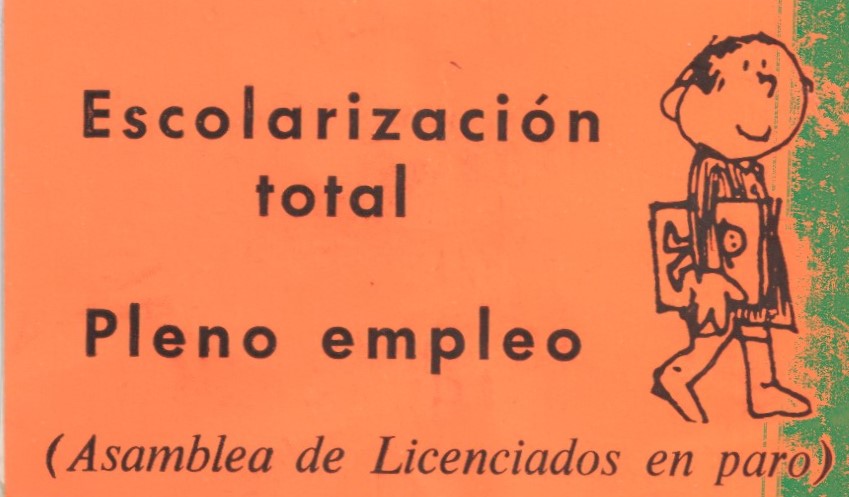 Escolarización
total
Pleno empleo
(Asamblea de Licenciados en paro)